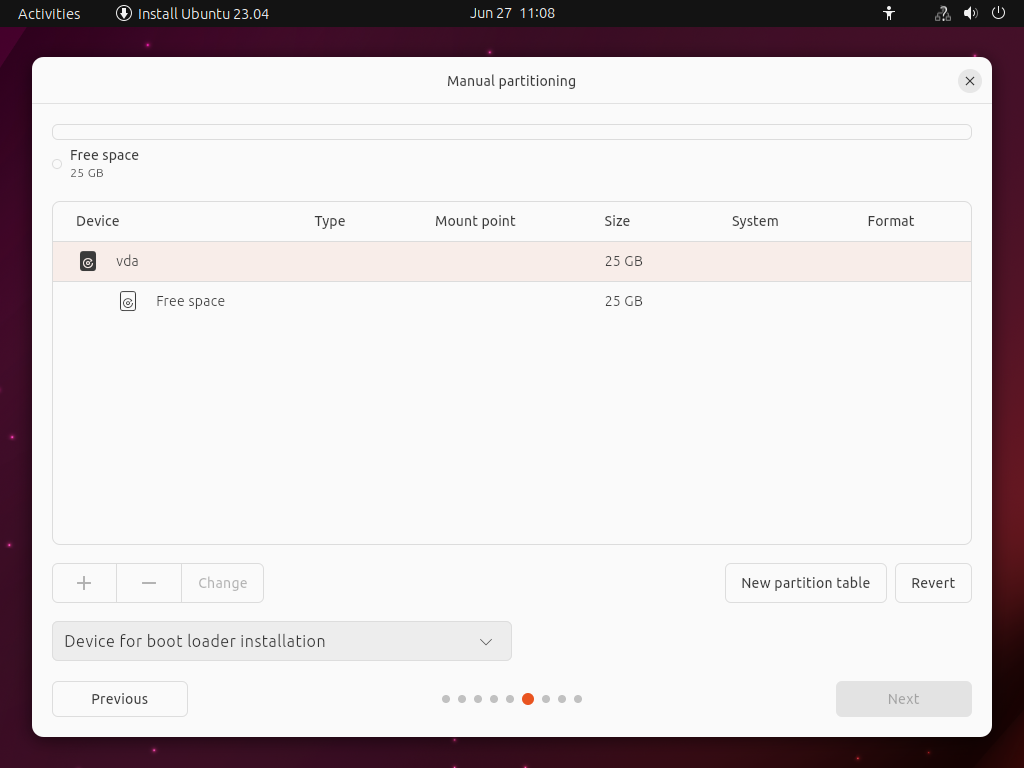 Activities Install Ubuntu 23.04 Jun 27 11:08
Manual partitioning
Free space
25 GB
Device Type Mount point Size System Format
vda 25 GB
Free space 25 GB
Change New partition table Revert
Device for boot loader installation
Previous Next